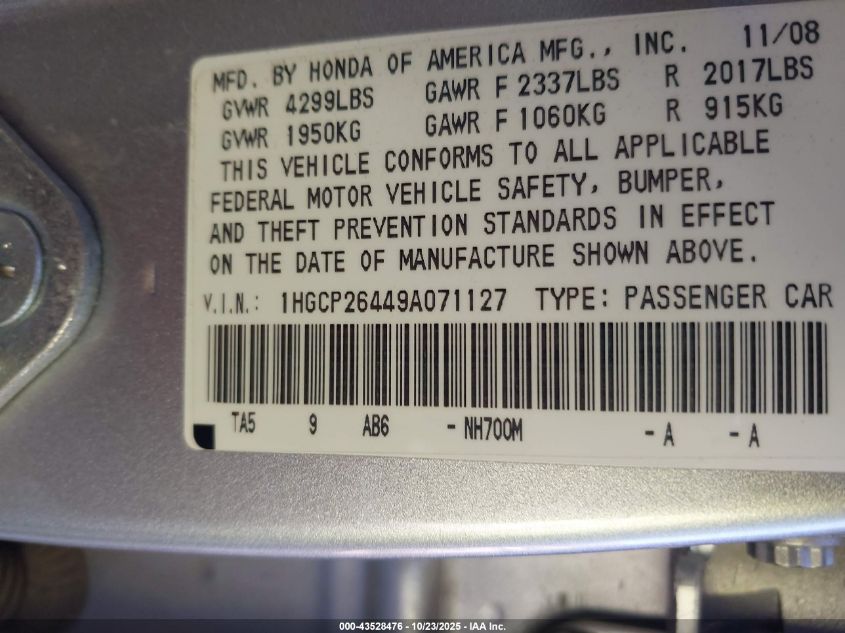 MFD. BY HONDA OF AMERICA MFG., INC. 11/08
GVWR 4299LBS GAWR F 2337LBS R 2017LBS
GVWR 1950KG GAWR F 1060KG R 915KG
THIS VEHICLE CONFORMS TO ALL APPLICABLE
FEDERAL MOTOR VEHICLE SAFETY, BUMPER,
AND THEFT PREVENTION STANDARDS IN EFFECT
ON THE DATE OF MANUFACTURE SHOWN ABOVE.
V.I.N.: 1HGCP26449A071127 TYPE: PASSENGER CAR
TA5 9 AB6 -NH700M -A -A
000-43528476 - 10/23/2025 - IAA Inc.